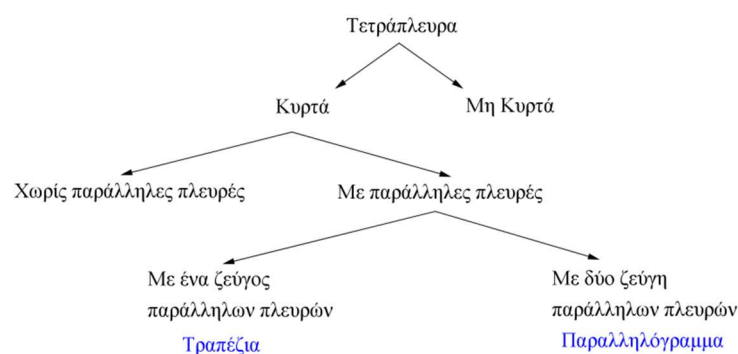 Τετράπλευρα
Κυρτά
Μη Κυρτά
Χωρίς παράλληλες πλευρές
Με παράλληλες πλευρές
Με ένα ζεύγος
παράλληλων πλευρών
Τραπέζια
Με δύο ζεύγη
παράλληλων πλευρών
Παραλληλόγραμμα